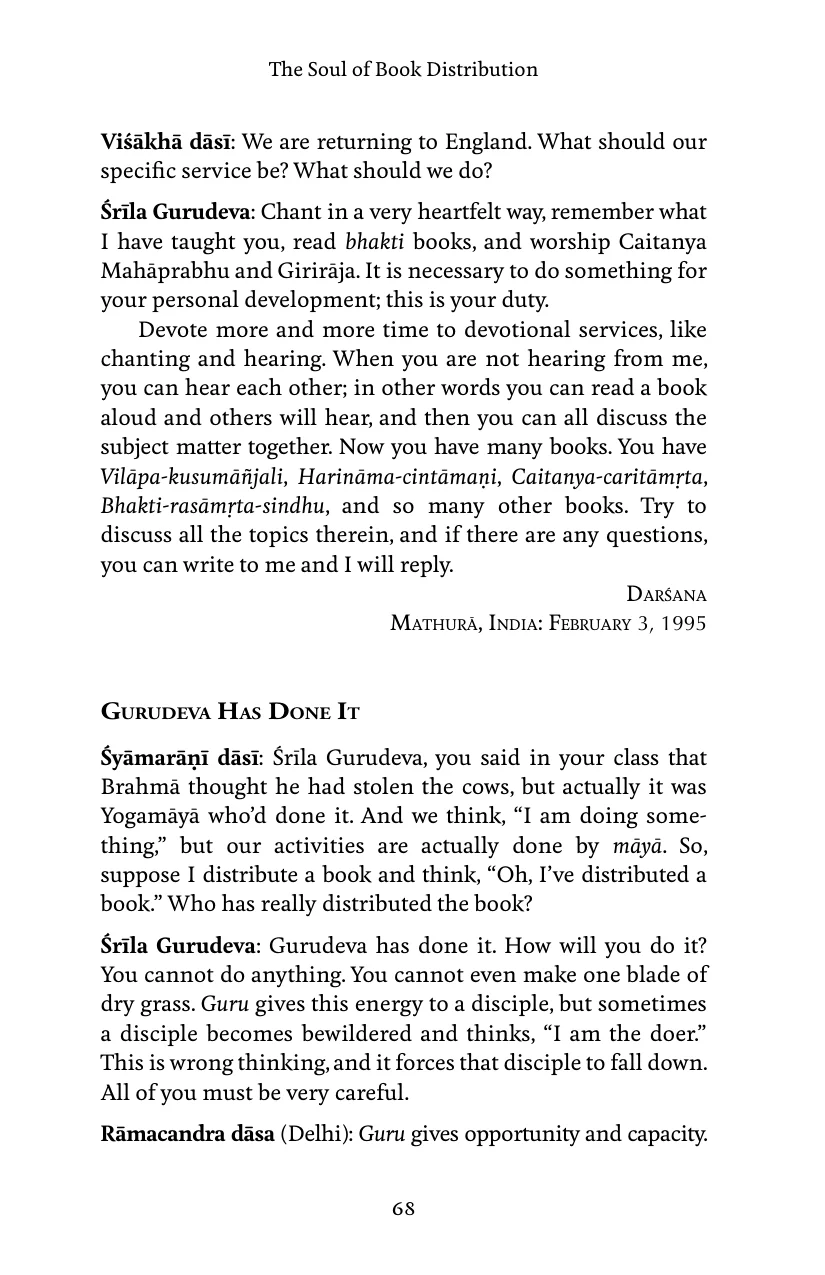 The Soul of Book Distribution
Viśākhā dāsī: We are returning to England. What should our
specific service be? What should we do?
Śrīla Gurudeva: Chant in a very heartfelt way, remember what
I have taught you, read bhakti books, and worship Caitanya
Mahāprabhu and Girirāja. It is necessary to do something for
your personal development; this is your duty.
Devote more and more time to devotional services, like
chanting and hearing. When you are not hearing from me,
you can hear each other; in other words you can read a book
aloud and others will hear, and then you can all discuss the
subject matter together. Now you have many books. You have
Vilāpa-kusumāñjali, Harināma-cintāmaṇi, Caitanya-caritāmṛta,
Bhakti-rasāmṛta-sindhu, and so many other books. Try to
discuss all the topics therein, and if there are any questions,
you can write to me and I will reply.
Darśana
Mathurā, India: February 3, 1995
Gurudeva Has Done It
Śyāmarāṇī dāsī: Śrīla Gurudeva, you said in your class that
Brahmā thought he had stolen the cows, but actually it was
Yogamāyā who’d done it. And we think, “I am doing some-
thing,” but our activities are actually done by māyā. So,
suppose I distribute a book and think, “Oh, I’ve distributed a
book.” Who has really distributed the book?
Śrīla Gurudeva: Gurudeva has done it. How will you do it?
You cannot do anything. You cannot even make one blade of
dry grass. Guru gives this energy to a disciple, but sometimes
a disciple becomes bewildered and thinks, “I am the doer.”
This is wrong thinking, and it forces that disciple to fall down.
All of you must be very careful.
Rāmacandra dāsa (Delhi): Guru gives opportunity and capacity.
68